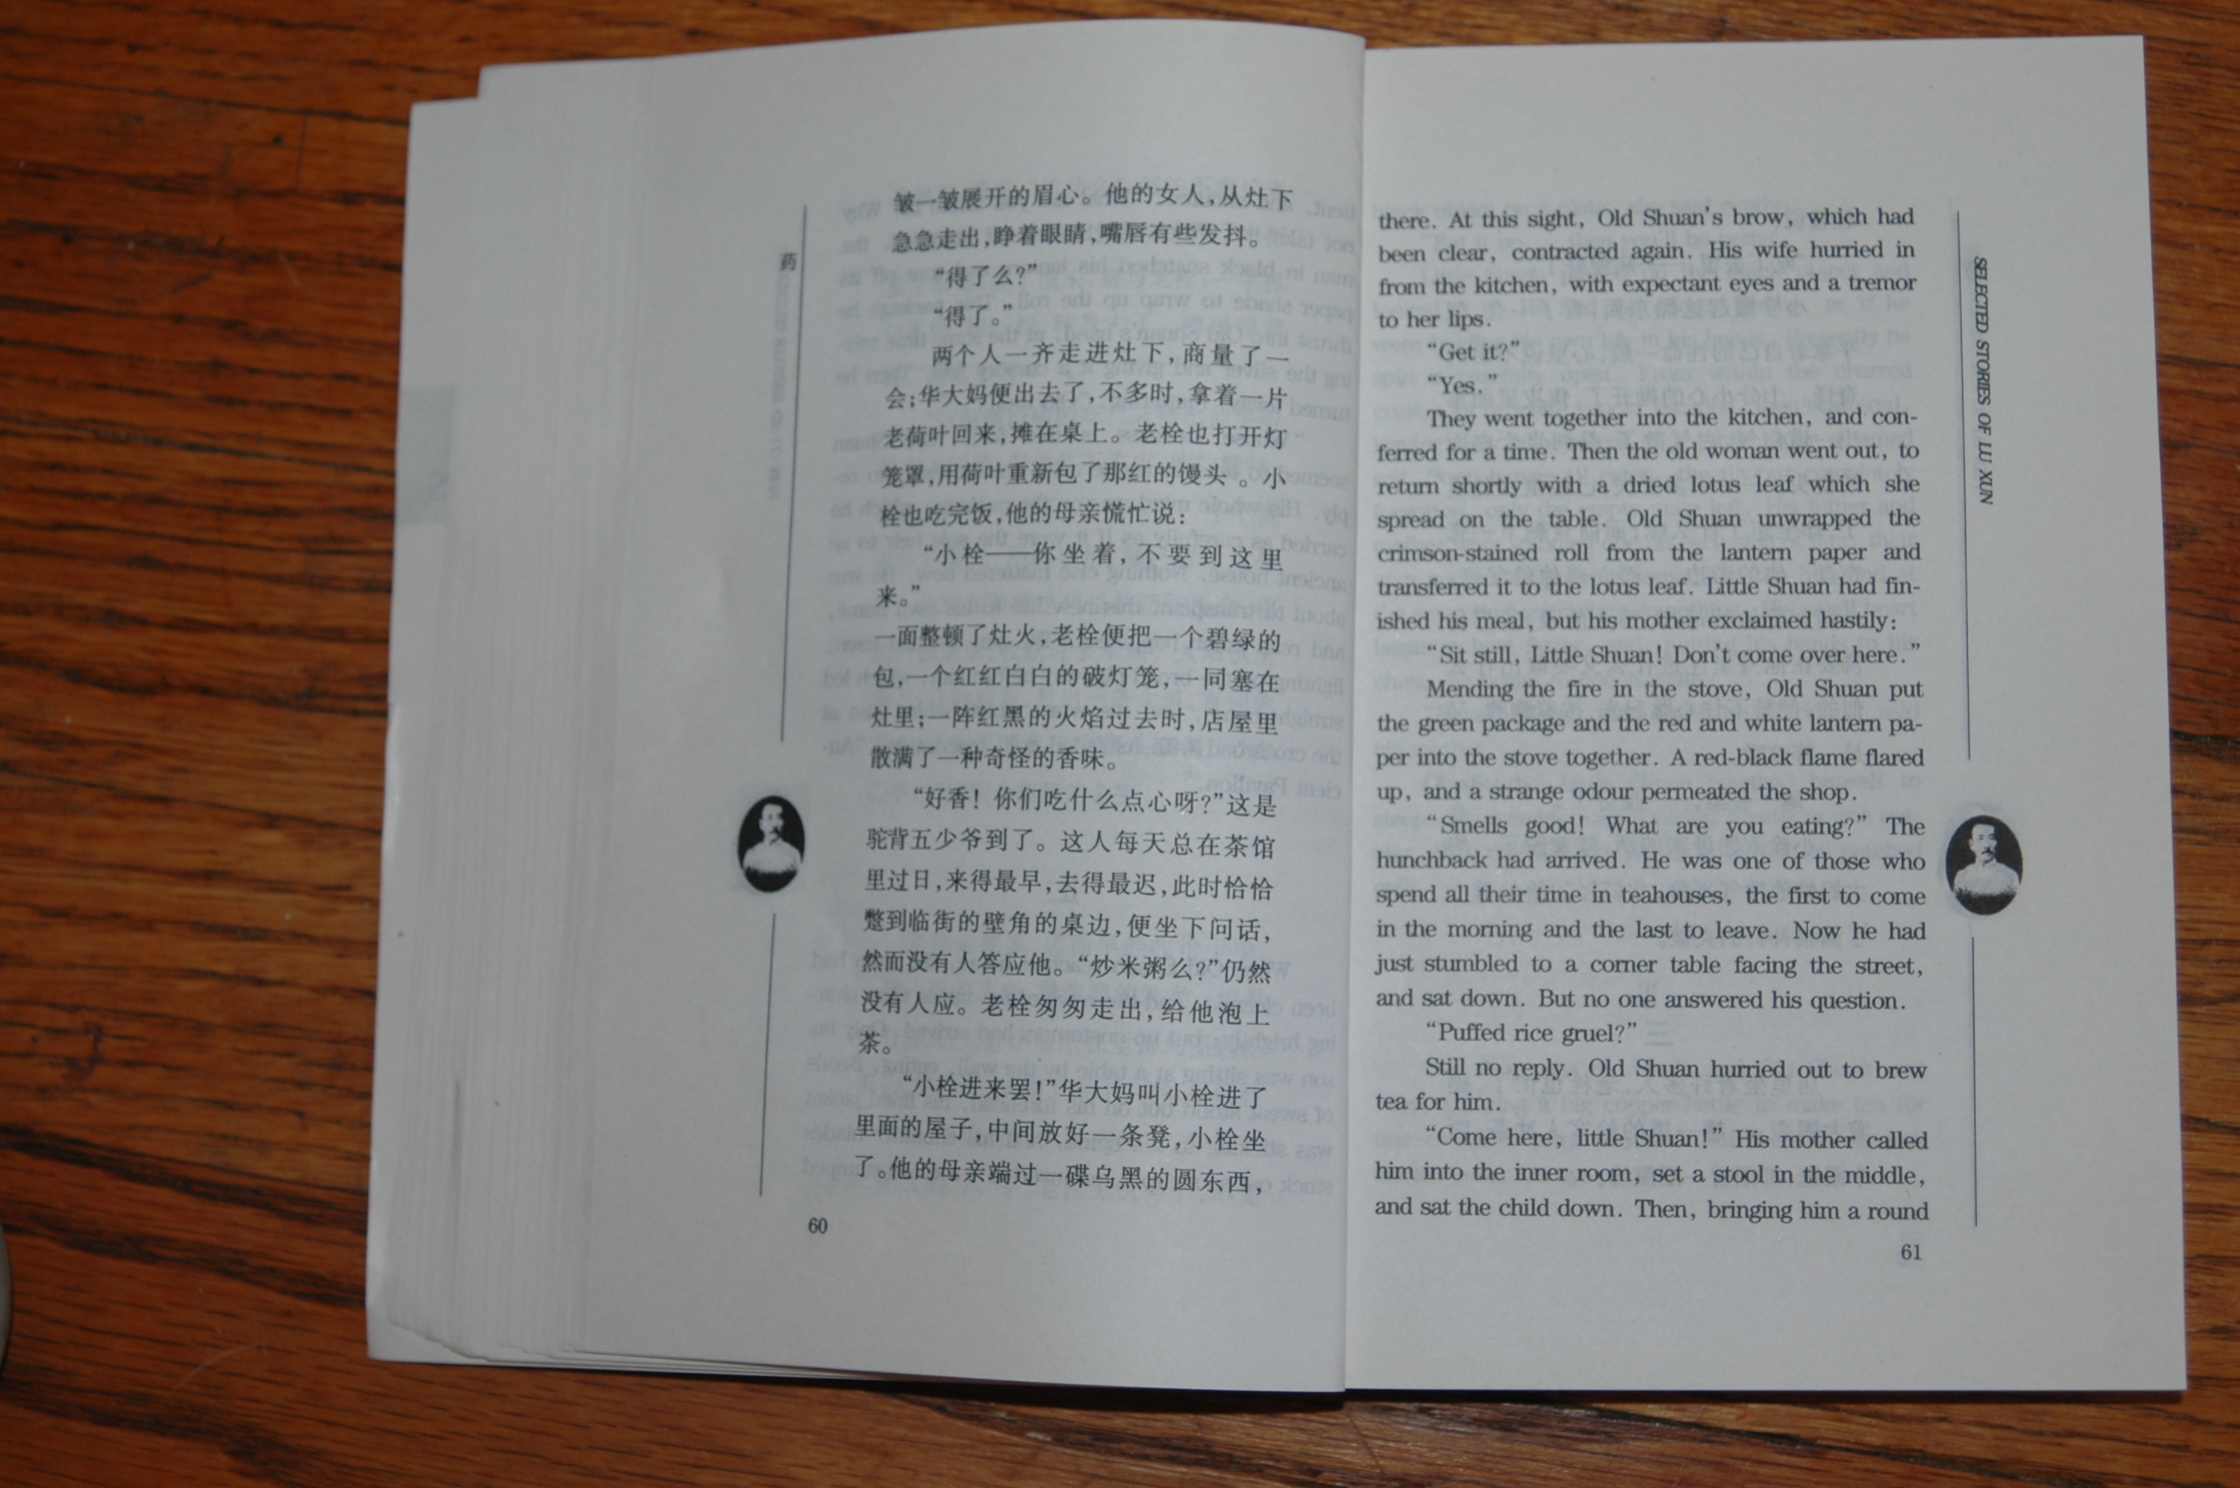 药
皱一皱展开的眉心。他的女人,从灶下
急急走出,睁着眼睛,嘴唇有些发抖。
“得了么?”
“得了。”
两个人一齐走进灶下,商量了一
会;华大妈便出去了,不多时,拿着一片
老荷叶回来,摊在桌上。老栓也打开灯
笼罩,用荷叶重新包了那红的馒头。小
栓也吃完饭,他的母亲慌忙说:
“小栓——你坐着,不要到这里
来。”
一面整顿了灶火,老栓便把一个碧绿的
包,一个红红白白的破灯笼,一同塞在
灶里;一阵红黑的火焰过去时,店屋里
散满了一种奇怪的香味。
“好香!你们吃什么点心呀?”这是
驼背五少爷到了。这人每天总在茶馆
里过日,来得最早,去得最迟,此时恰恰
蹩到临街的壁角的桌边,便坐下问话,
然而没有人答应他。“炒米粥么?”仍然
没有人应。老栓匆匆走出,给他泡上
茶。
“小栓进来罢!”华大妈叫小栓进了
里面的屋子,中间放好一条凳,小栓坐
了。他的母亲端过一碟乌黑的圆东西,
60
SELECTED STORIES OF LU XUN
there. At this sight, Old Shuan's brow, which had
been clear, contracted again. His wife hurried in
from the kitchen, with expectant eyes and a tremor
to her lips.
“Get it?”
“Yes.”
They went together into the kitchen, and con-
ferred for a time. Then the old woman went out, to
return shortly with a dried lotus leaf which she
spread on the table. Old Shuan unwrapped the
crimson-stained roll from the lantern paper and
transferred it to the lotus leaf. Little Shuan had fin-
ished his meal, but his mother exclaimed hastily:
“Sit still, Little Shuan! Don't come over here.”
Mending the fire in the stove, Old Shuan put
the green package and the red and white lantern pa-
per into the stove together. A red-black flame flared
up, and a strange odour permeated the shop.
“Smells good! What are you eating?” The
hunchback had arrived. He was one of those who
spend all their time in teahouses, the first to come
in the morning and the last to leave. Now he had
just stumbled to a corner table facing the street,
and sat down. But no one answered his question.
“Puffed rice gruel?”
Still no reply. Old Shuan hurried out to brew
tea for him.
“Come here, little Shuan!” His mother called
him into the inner room, set a stool in the middle,
and sat the child down. Then, bringing him a round
61